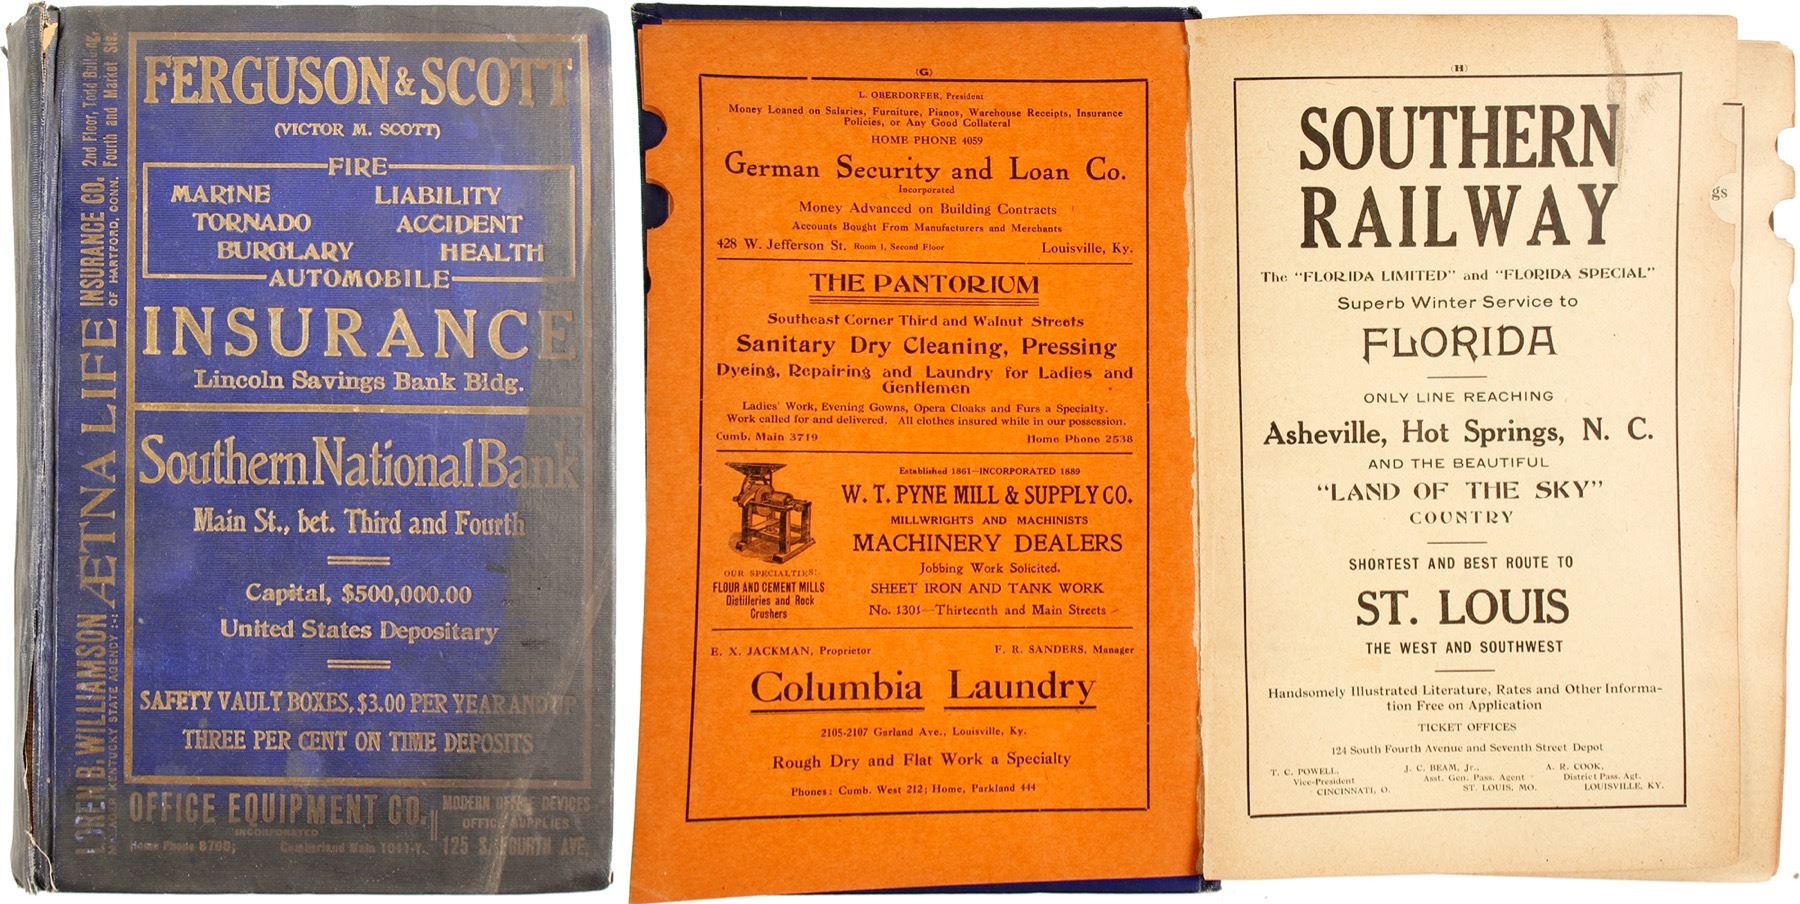 FERGUSON & SCOTT
(VICTOR M. SCOTT)
FIRE
MARINE LIABILITY
TORNADO ACCIDENT
BURGLARY HEALTH
AUTOMOBILE
INSURANCE
Lincoln Savings Bank Bldg.
Southern National Bank
Main St., bet. Third and Fourth
Capital, $500,000.00
United States Depositary
SAFETY VAULT BOXES, $3.00 PER YEAR AND UP
THREE PER CENT ON TIME DEPOSITS
LOREN B. WILLIAMSON ÆTNA LIFE INSURANCE CO. 2nd Floor, Todd Building,
MANAGER KENTUCKY STATE AGENCY :-: OF HARTFORD, CONN. Fourth and Market Sts.
OFFICE EQUIPMENT CO.
INCORPORATED
Home Phone 8700; Cumberland Main 1041-Y.
MODERN OFFICE DEVICES
OFFICE SUPPLIES
125 S. FOURTH AVE.
(G)
L. OBERDORFER, President
Money Loaned on Salaries, Furniture, Pianos, Warehouse Receipts, Insurance
Policies, or Any Good Collateral
HOME PHONE 4059
German Security and Loan Co.
Incorporated
Money Advanced on Building Contracts
Accounts Bought From Manufacturers and Merchants
428 W. Jefferson St. Room 1, Second Floor Louisville, Ky.
THE PANTORIUM
Southeast Corner Third and Walnut Streets
Sanitary Dry Cleaning, Pressing
Dyeing, Repairing and Laundry for Ladies and
Gentlemen
Ladies' Work, Evening Gowns, Opera Cloaks and Furs a Specialty.
Work called for and delivered. All clothes insured while in our possession.
Cumb. Main 3719 Home Phone 2538
Established 1861—INCORPORATED 1889
W. T. PYNE MILL & SUPPLY CO.
MILLWRIGHTS AND MACHINISTS
MACHINERY DEALERS
Jobbing Work Solicited.
SHEET IRON AND TANK WORK
No. 1301—Thirteenth and Main Streets
OUR SPECIALTIES:
FLOUR AND CEMENT MILLS
Distilleries and Rock
Crushers
E. X. JACKMAN, Proprietor F. R. SANDERS, Manager
Columbia Laundry
2105-2107 Garland Ave., Louisville, Ky.
Rough Dry and Flat Work a Specialty
Phones: Cumb. West 212; Home, Parkland 444
(H)
SOUTHERN
RAILWAY
The "FLORIDA LIMITED" and "FLORIDA SPECIAL"
Superb Winter Service to
FLORIDA
ONLY LINE REACHING
Asheville, Hot Springs, N. C.
AND THE BEAUTIFUL
"LAND OF THE SKY"
COUNTRY
SHORTEST AND BEST ROUTE TO
ST. LOUIS
THE WEST AND SOUTHWEST
Handsomely Illustrated Literature, Rates and Other Informa-
tion Free on Application
TICKET OFFICES
124 South Fourth Avenue and Seventh Street Depot
T. C. POWELL, J. C. BEAM, Jr., A. R. COOK,
Vice-President Asst. Gen. Pass. Agent District Pass. Agt.
CINCINNATI, O. ST. LOUIS, MO. LOUISVILLE, KY.
gs